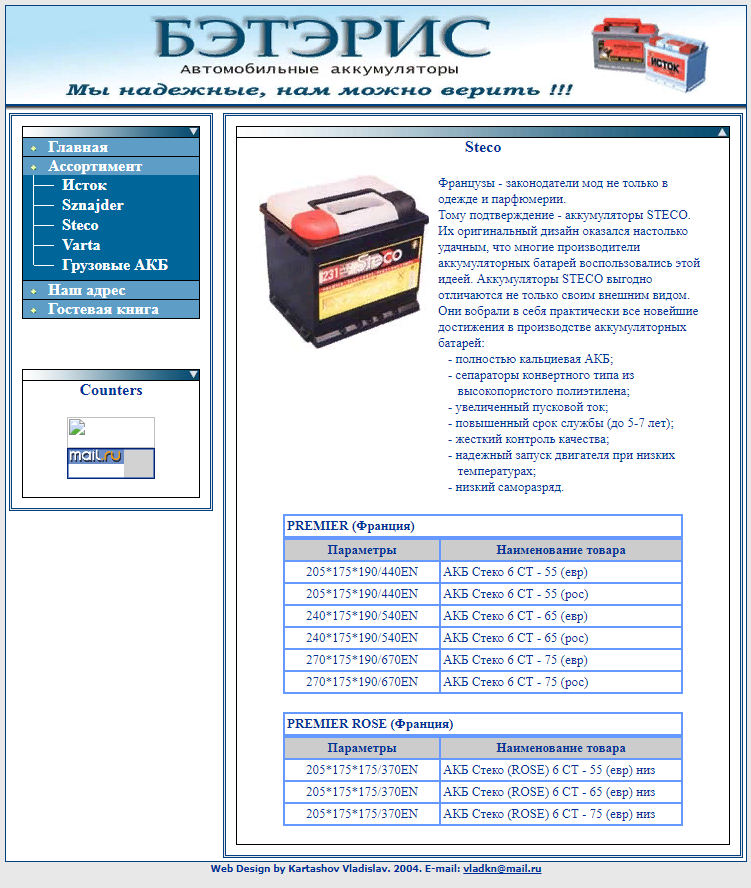 БЭТЭРИС
Автомобильные аккумуляторы
Мы надежные, нам можно верить !!!
ИСТОК
Главная
Ассортимент
Исток
Sznajder
Steco
Varta
Грузовые АКБ
Наш адрес
Гостевая книга
Counters
mail.ru
Steco
231 Steco
Французы - законодатели мод не только в
одежде и парфюмерии.
Тому подтверждение - аккумуляторы STECO.
Их оригинальный дизайн оказался настолько
удачным, что многие производители
аккумуляторных батарей воспользовались этой
идеей. Аккумуляторы STECO выгодно
отличаются не только своим внешним видом.
Они вобрали в себя практически все новейшие
достижения в производстве аккумуляторных
батарей:
- полностью кальциевая АКБ;
- сепараторы конвертного типа из
высокопористого полиэтилена;
- увеличенный пусковой ток;
- повышенный срок службы (до 5-7 лет);
- жесткий контроль качества;
- надежный запуск двигателя при низких
температурах;
- низкий саморазряд.
PREMIER (Франция)
Параметры Наименование товара
205*175*190/440EN АКБ Стеко 6 СТ - 55 (евр)
205*175*190/440EN АКБ Стеко 6 СТ - 55 (рос)
240*175*190/540EN АКБ Стеко 6 СТ - 65 (евр)
240*175*190/540EN АКБ Стеко 6 СТ - 65 (рос)
270*175*190/670EN АКБ Стеко 6 СТ - 75 (евр)
270*175*190/670EN АКБ Стеко 6 СТ - 75 (рос)
PREMIER ROSE (Франция)
Параметры Наименование товара
205*175*175/370EN АКБ Стеко (ROSE) 6 СТ - 55 (евр) низ
205*175*175/370EN АКБ Стеко (ROSE) 6 СТ - 65 (евр) низ
205*175*175/370EN АКБ Стеко (ROSE) 6 СТ - 75 (евр) низ
Web Design by Kartashov Vladislav. 2004. E-mail: vladkn@mail.ru